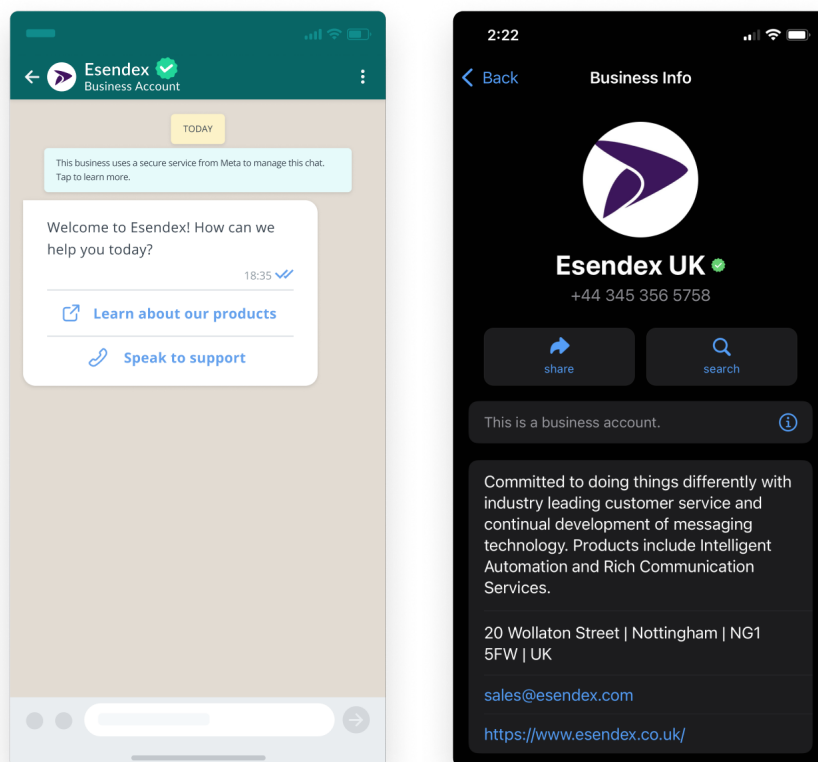 Esendex
Business Account
TODAY
This business uses a secure service from Meta to manage this chat.
Tap to learn more.
Welcome to Esendex! How can we
help you today?
18:35
Learn about our products
Speak to support
2:22
Back
Business Info
Esendex UK
+44 345 356 5758
share
search
This is a business account.
Committed to doing things differently with
industry leading customer service and
continual development of messaging
technology. Products include Intelligent
Automation and Rich Communication
Services.
20 Wollaton Street | Nottingham | NG1
5FW | UK
sales@esendex.com
https://www.esendex.co.uk/